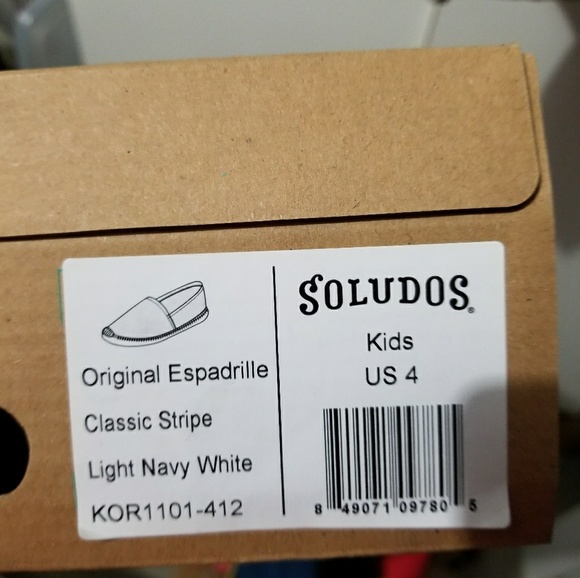 Original Espadrille
Classic Stripe
Light Navy White
KOR1101-412
SOLUDOS®
Kids
US 4
8 49071 09780 5